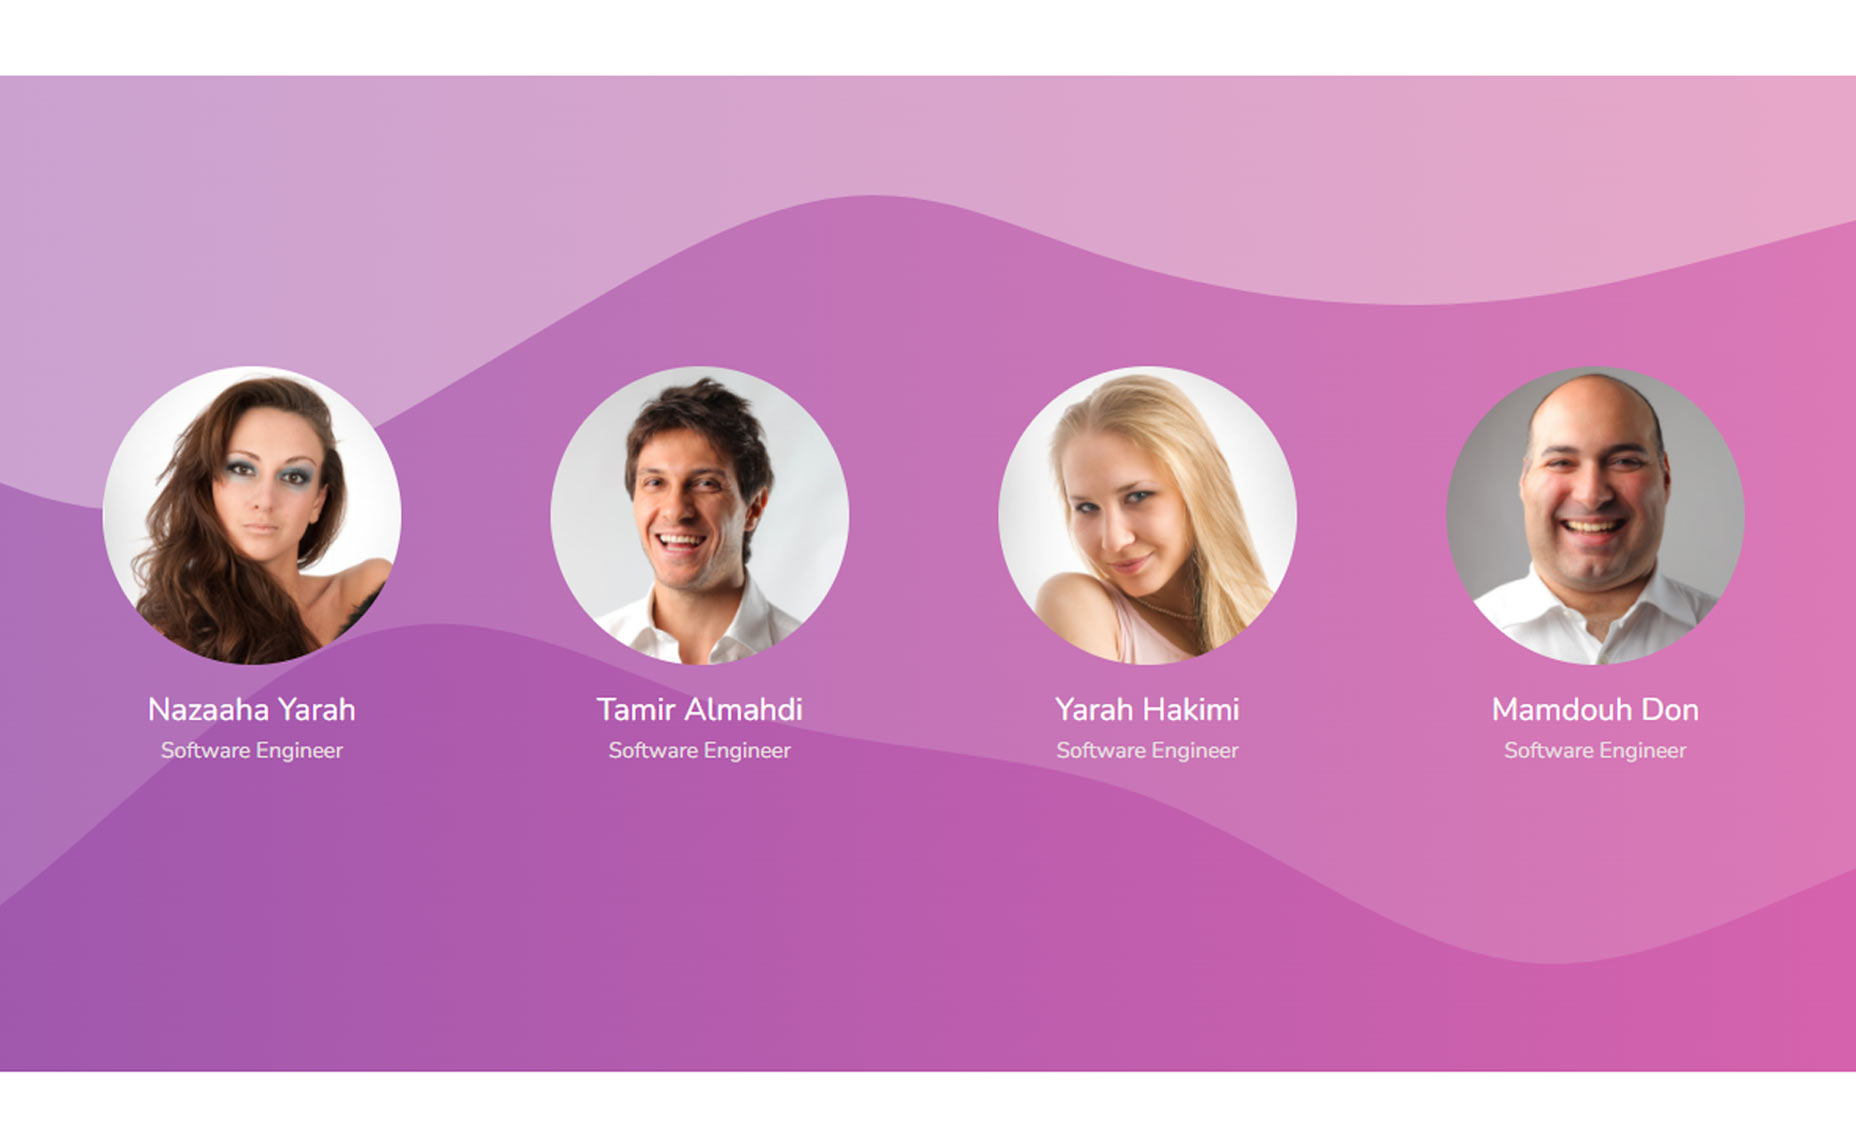 Nazaaha Yarah
Software Engineer
Tamir Almahdi
Software Engineer
Yarah Hakimi
Software Engineer
Mamdouh Don
Software Engineer